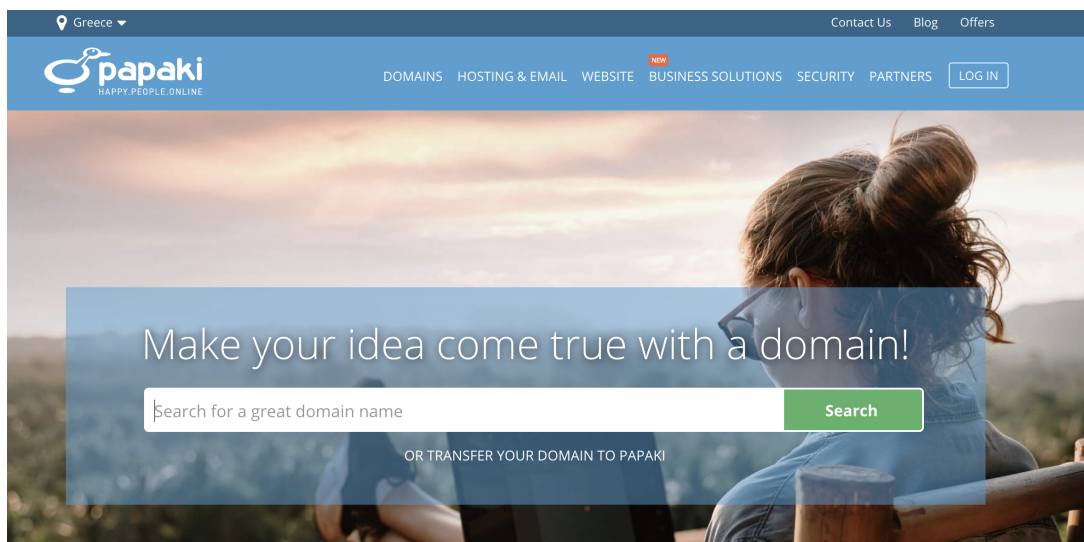 Greece
Contact Us Blog Offers
papaki
HAPPY.PEOPLE.ONLINE
NEW
DOMAINS HOSTING & EMAIL WEBSITE BUSINESS SOLUTIONS SECURITY PARTNERS LOG IN
Make your idea come true with a domain!
Search for a great domain name
Search
OR TRANSFER YOUR DOMAIN TO PAPAKI